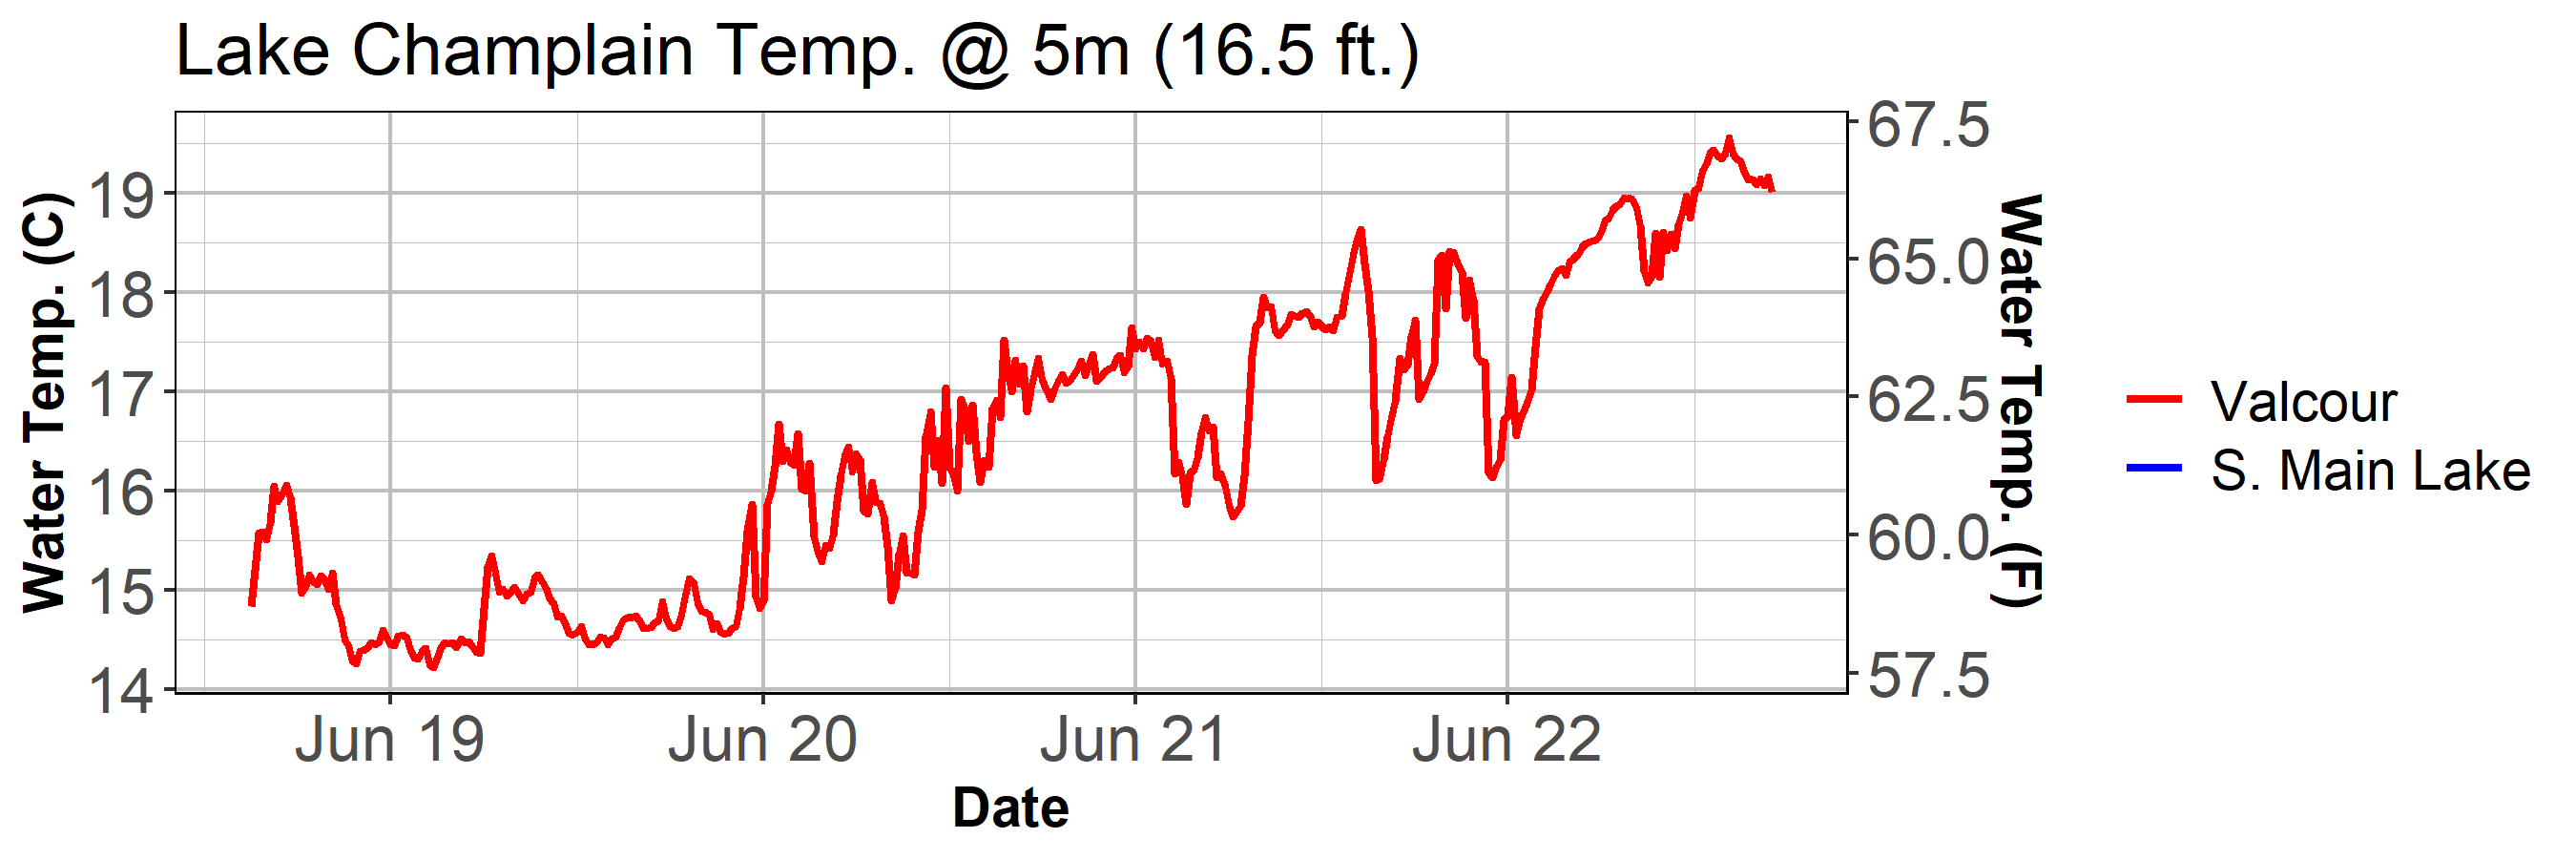 Lake Champlain Temp. @ 5m (16.5 ft.)
Water Temp. (C)
19
18
17
16
15
14
67.5
65.0
62.5
60.0
57.5
Water Temp. (F)
Jun 19
Jun 20
Jun 21
Jun 22
Date
Valcour
S. Main Lake